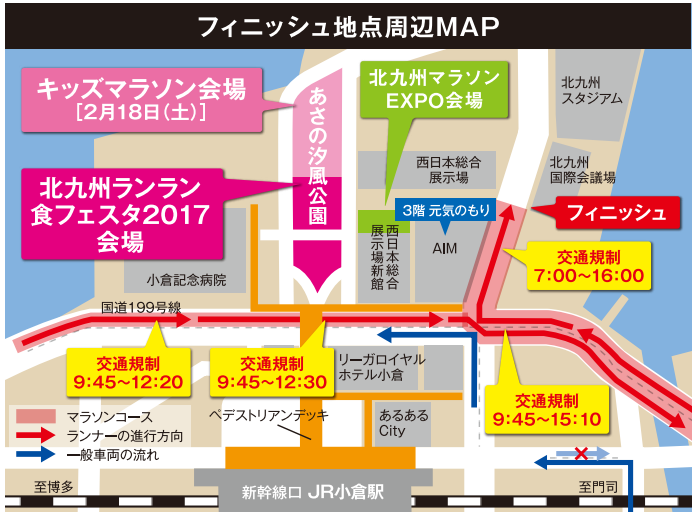 フィニッシュ地点周辺MAP
キッズマラソン会場
[2月18日(土)]
あさの汐風公園
北九州マラソン
EXPO会場
北九州
スタジアム
北九州ランラン
食フェスタ2017
会場
西日本総合
展示場
北九州
国際会議場
3階 元気のもり
フィニッシュ
西日本総合
展示場新館
AIM
交通規制
7:00〜16:00
小倉記念病院
国道199号線
交通規制
9:45〜12:20
交通規制
9:45〜12:30
リーガロイヤル
ホテル小倉
交通規制
9:45〜15:10
マラソンコース
ランナーの進行方向
一般車両の流れ
ペデストリアンデッキ
あるある
City
至博多
新幹線口 JR小倉駅
至門司